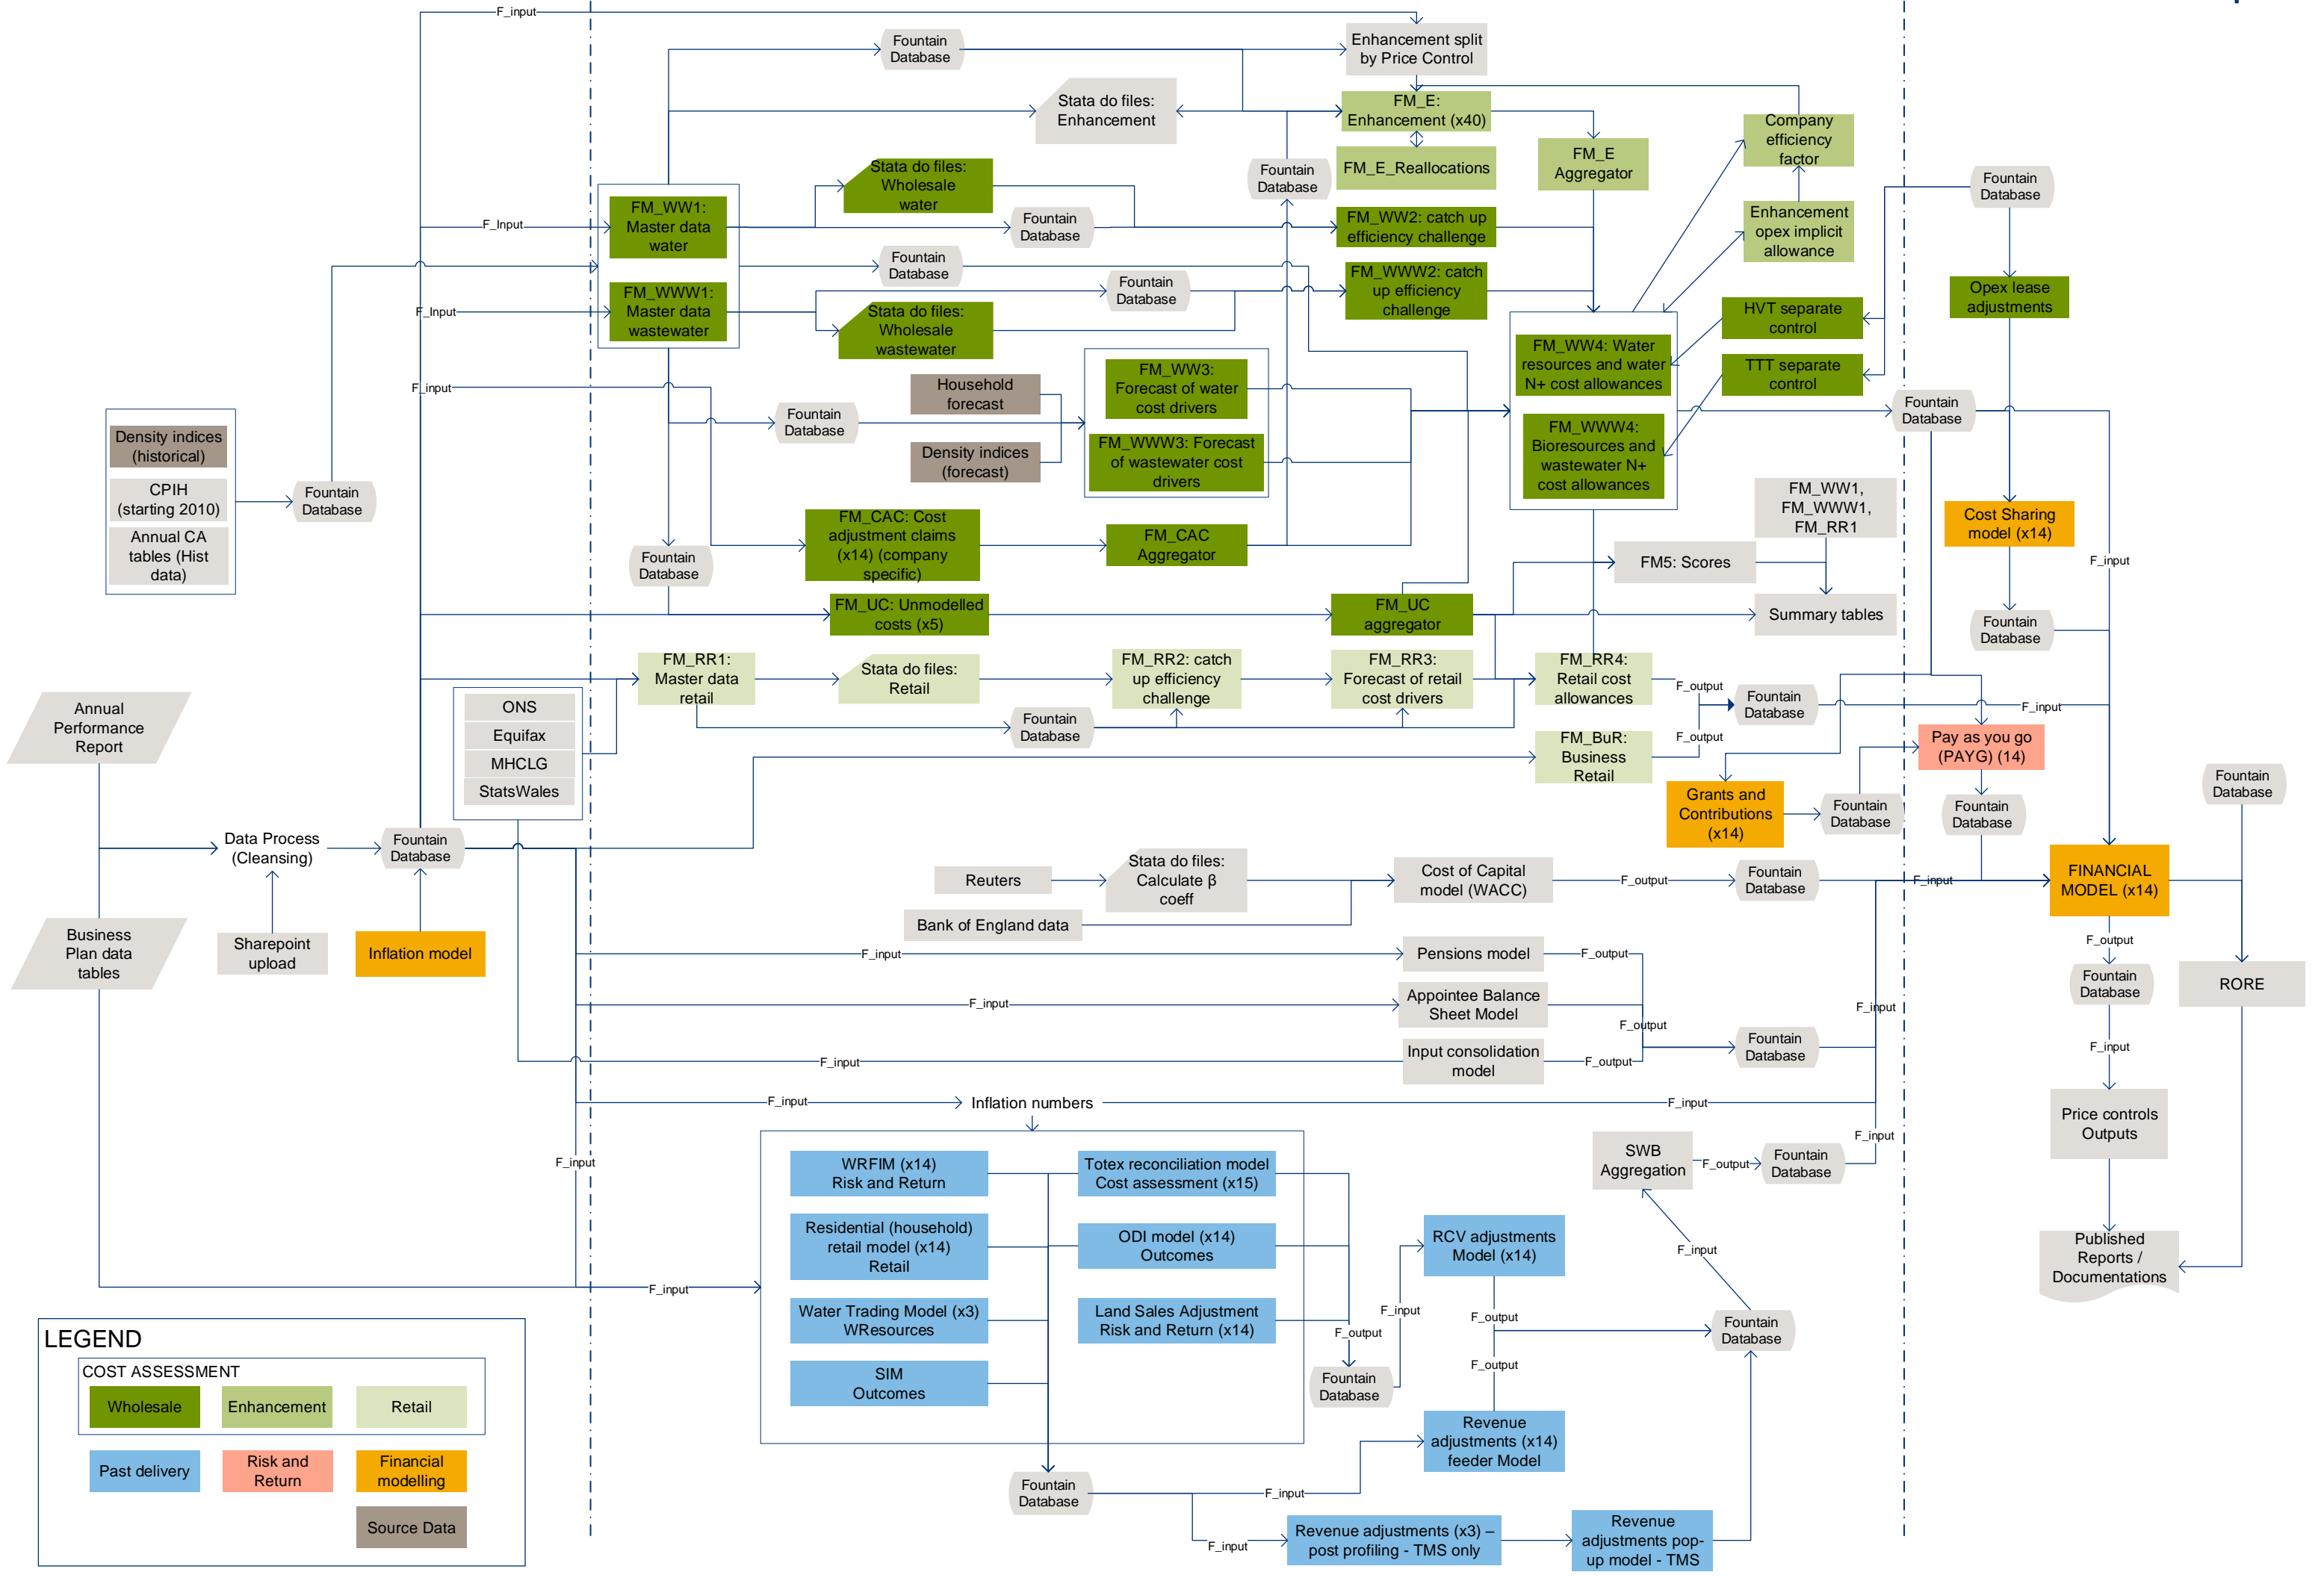 F_input
Fountain
Database
Enhancement split
by Price Control
Stata do files:
Enhancement
FM_E:
Enhancement (x40)
Company
efficiency
factor
FM_E_Reallocations
FM_E
Aggregator
Fountain
Database
Stata do files:
Wholesale
water
Fountain
Database
FM_WW1:
Master data
water
F_Input
Fountain
Database
FM_WW2: catch up
efficiency challenge
Enhancement
opex implicit
allowance
Fountain
Database
FM_WWW2: catch
up efficiency
challenge
Fountain
Database
FM_WWW1:
Master data
wastewater
F_Input
Stata do files:
Wholesale
wastewater
Opex lease
adjustments
HVT separate
control
TTT separate
control
FM_WW4: Water
resources and water
N+ cost allowances
FM_WWW4:
Bioresources and
wastewater N+
cost allowances
F_input
Household
forecast
FM_WW3:
Forecast of water
cost drivers
Fountain
Database
Density indices
(forecast)
FM_WWW3: Forecast
of wastewater cost
drivers
Fountain
Database
Density indices
(historical)
CPIH
(starting 2010)
Annual CA
tables (Hist
data)
Fountain
Database
FM_WW1,
FM_WWW1,
FM_RR1
Cost Sharing
model (x14)
FM_CAC: Cost
adjustment claims
(x14) (company
specific)
FM_CAC
Aggregator
Fountain
Database
FM5: Scores
F_input
FM_UC: Unmodelled
costs (x5)
FM_UC
aggregator
Summary tables
Fountain
Database
FM_RR1:
Master data
retail
Stata do files:
Retail
FM_RR2: catch
up efficiency
challenge
FM_RR3:
Forecast of retail
cost drivers
FM_RR4:
Retail cost
allowances
F_output
Fountain
Database
F_input
ONS
Equifax
MHCLG
StatsWales
Fountain
Database
FM_BuR:
Business
Retail
F_output
Pay as you go
(PAYG) (14)
Annual
Performance
Report
Grants and
Contributions
(x14)
Fountain
Database
Fountain
Database
Fountain
Database
Data Process
(Cleansing)
Fountain
Database
Reuters
Stata do files:
Calculate β
coeff
Cost of Capital
model (WACC)
F_output
Fountain
Database
F_input
FINANCIAL
MODEL (x14)
Bank of England data
Business
Plan data
tables
Sharepoint
upload
Inflation model
F_input
Pensions model
F_output
F_output
Fountain
Database
RORE
F_input
Appointee Balance
Sheet Model
F_output
F_input
F_input
Input consolidation
model
F_output
Fountain
Database
F_input
F_input
Inflation numbers
F_input
Price controls
Outputs
F_input
F_input
WRFIM (x14)
Risk and Return
Totex reconciliation model
Cost assessment (x15)
SWB
Aggregation
F_output
Fountain
Database
Residential (household)
retail model (x14)
Retail
ODI model (x14)
Outcomes
RCV adjustments
Model (x14)
F_input
Published
Reports /
Documentations
F_input
Water Trading Model (x3)
WResources
Land Sales Adjustment
Risk and Return (x14)
F_output
F_input
F_output
Fountain
Database
SIM
Outcomes
Fountain
Database
F_output
Revenue
adjustments (x14)
feeder Model
Fountain
Database
F_input
F_input
Revenue adjustments (x3) –
post profiling - TMS only
Revenue
adjustments pop-
up model - TMS
LEGEND
COST ASSESSMENT
Wholesale
Enhancement
Retail
Past delivery
Risk and
Return
Financial
modelling
Source Data